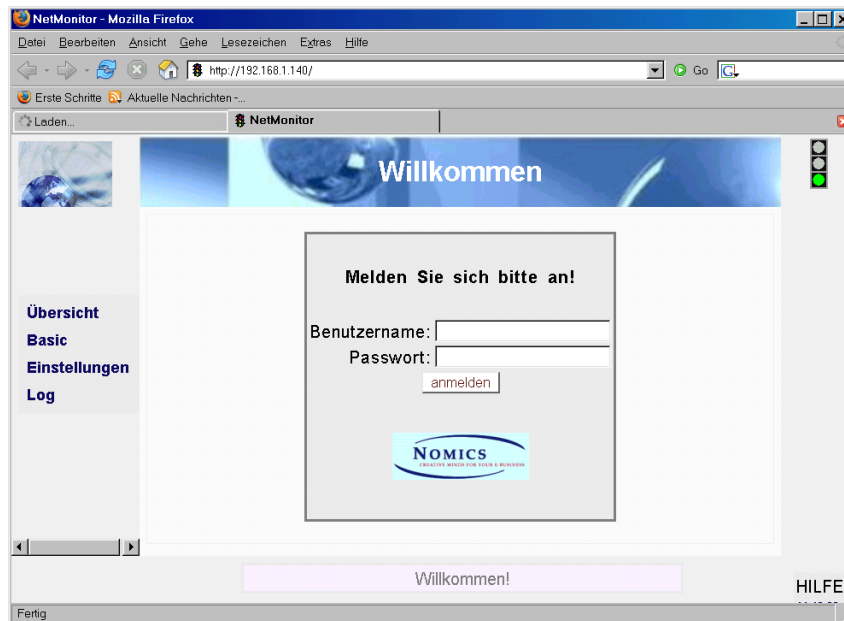 NetMonitor - Mozilla Firefox
Datei Bearbeiten Ansicht Gehe Lesezeichen Extras Hilfe
http://192.168.1.140/
Go
G
Erste Schritte Aktuelle Nachrichten -...
Laden...
NetMonitor
Willkommen
Melden Sie sich bitte an!
Übersicht
Basic
Einstellungen
Log
Benutzername:
Passwort:
anmelden
NOMICS
CREATIVE MINDS FOR YOUR E-BUSINESS
Willkommen!
HILFE
Fertig